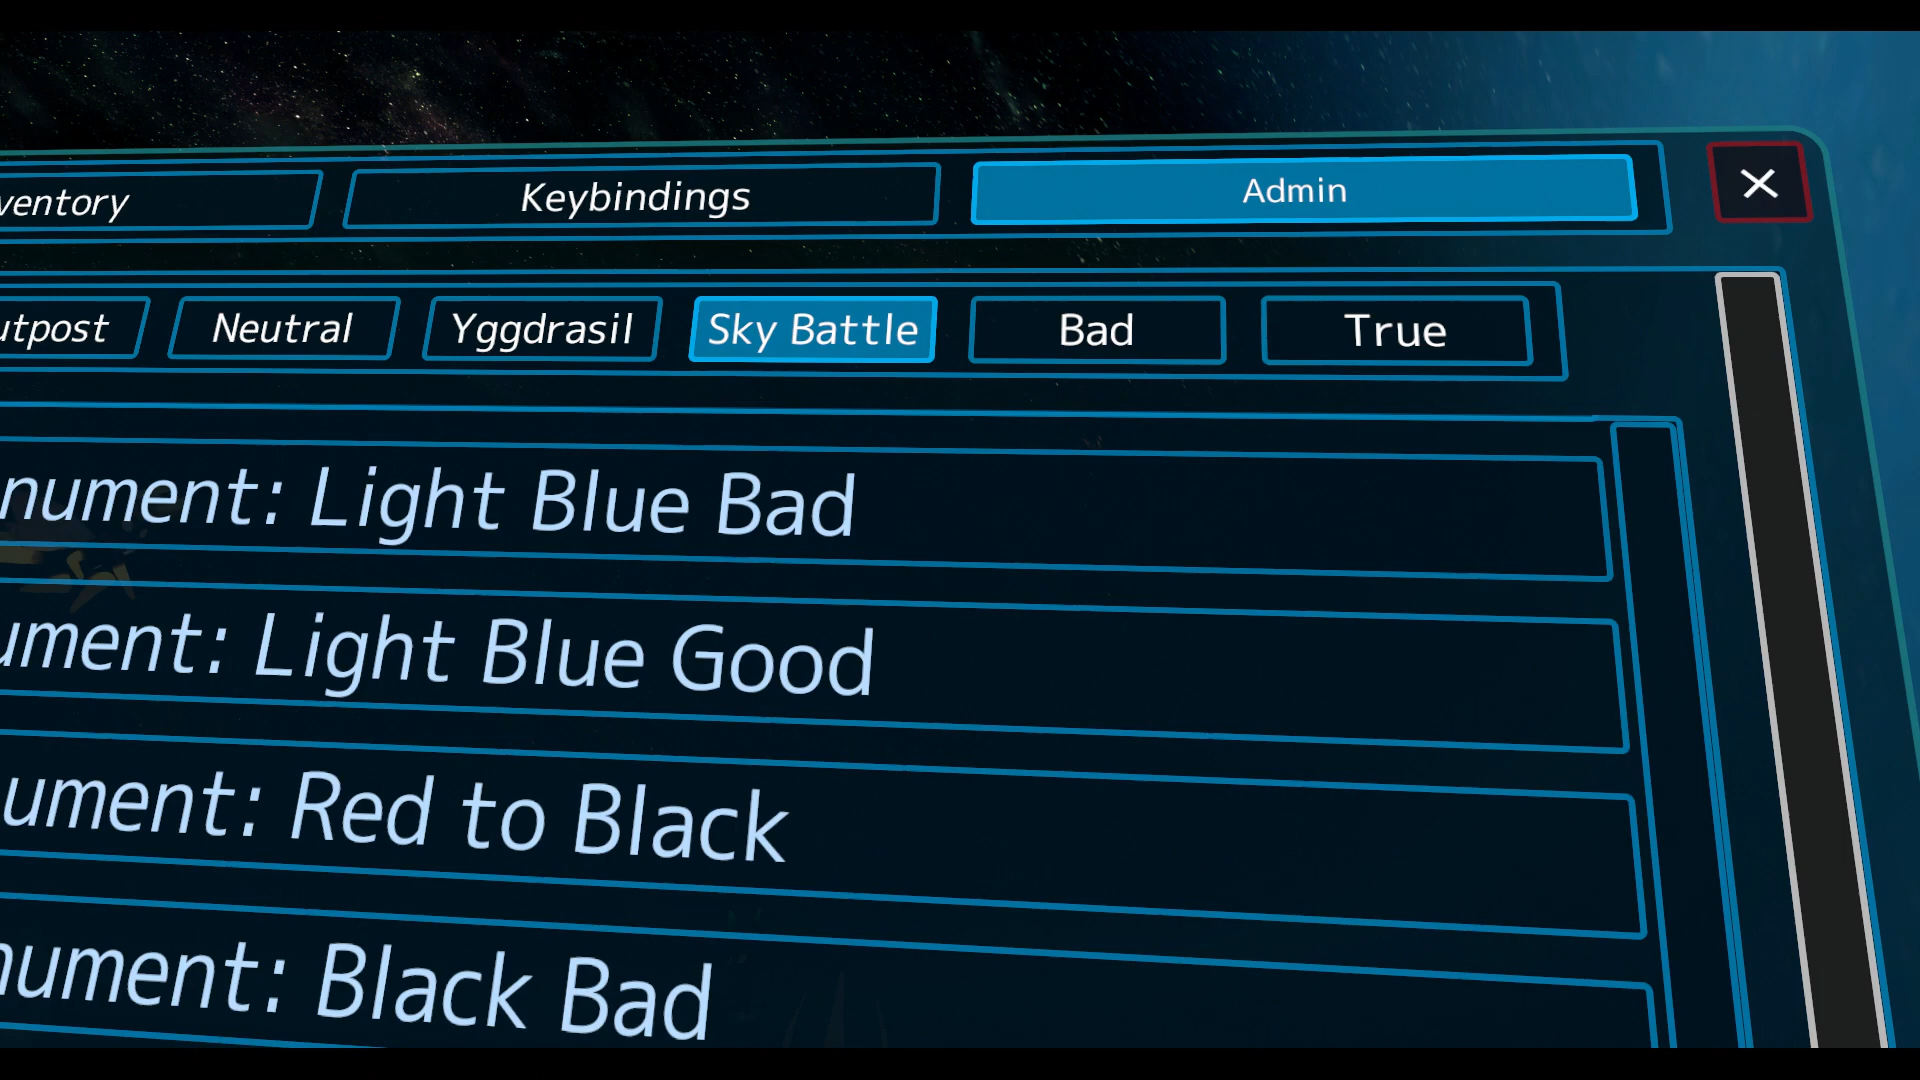 ventory Keybindings Admin
utpost Neutral Yggdrasil Sky Battle Bad True
nument: Light Blue Bad
ument: Light Blue Good
ument: Red to Black
nument: Black Bad